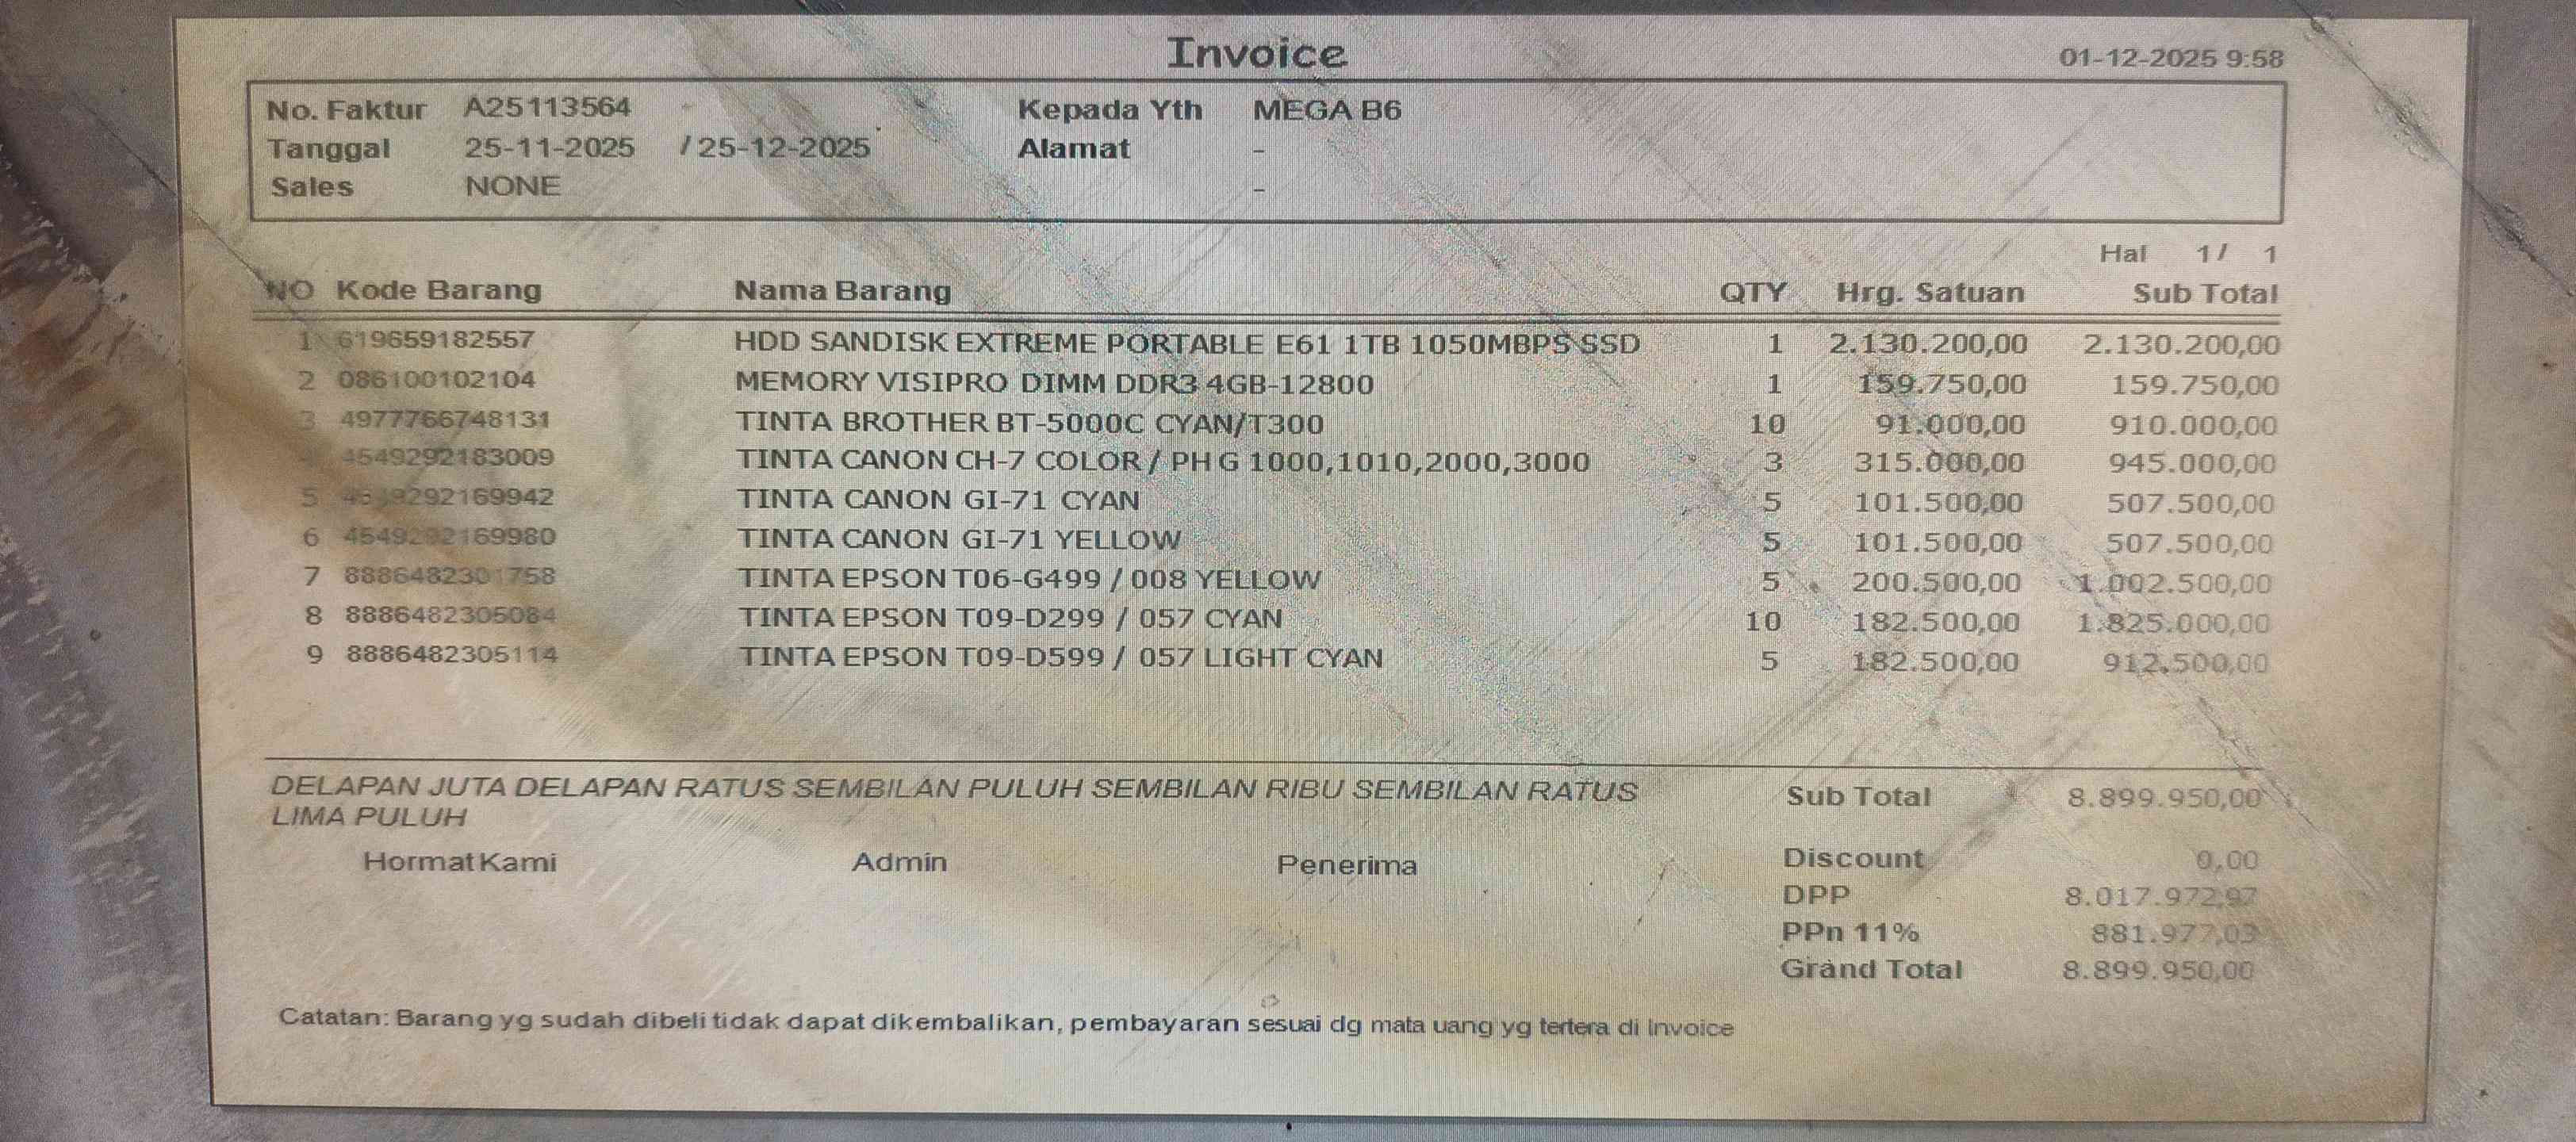 Invoice
01-12-2025 9:58
No. Faktur A25113564 Kepada Yth MEGA B6
Tanggal 25-11-2025 / 25-12-2025 Alamat -
Sales NONE -
Hal 1 / 1
NO Kode Barang Nama Barang QTY Hrg. Satuan Sub Total
1 619659182557 HDD SANDISK EXTREME PORTABLE E61 1TB 1050MBPS SSD 1 2.130.200,00 2.130.200,00
2 086100102104 MEMORY VISIPRO DIMM DDR3 4GB-12800 1 159.750,00 159.750,00
3 4977766748131 TINTA BROTHER BT-5000C CYAN/T300 10 91.000,00 910.000,00
4549292183009 TINTA CANON CH-7 COLOR / PH G 1000,1010,2000,3000 3 315.000,00 945.000,00
5 4549292169942 TINTA CANON GI-71 CYAN 5 101.500,00 507.500,00
6 4549292169980 TINTA CANON GI-71 YELLOW 5 101.500,00 507.500,00
7 8886482301758 TINTA EPSON T06-G499 / 008 YELLOW 5 200.500,00 1.002.500,00
8 8886482305084 TINTA EPSON T09-D299 / 057 CYAN 10 182.500,00 1.825.000,00
9 8886482305114 TINTA EPSON T09-D599 / 057 LIGHT CYAN 5 182.500,00 912.500,00
DELAPAN JUTA DELAPAN RATUS SEMBILAN PULUH SEMBILAN RIBU SEMBILAN RATUS
LIMA PULUH
Sub Total 8.899.950,00
Hormat Kami Admin Penerima
Discount 0,00
DPP 8.017.972,97
PPn 11% 881.977,03
Grand Total 8.899.950,00
Catatan: Barang yg sudah dibeli tidak dapat dikembalikan, pembayaran sesuai dg mata uang yg tertera di Invoice